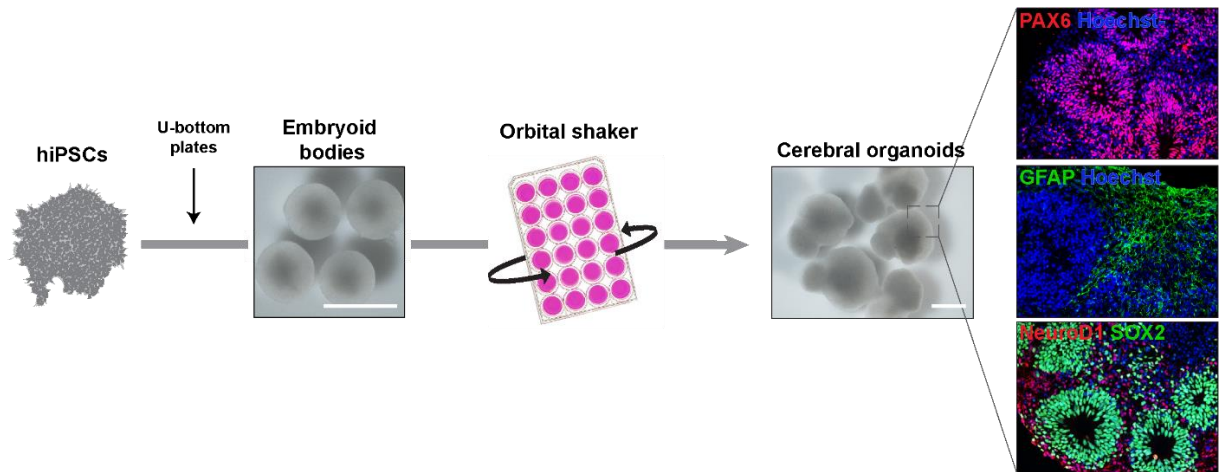 hiPSCs
U-bottom
plates
Embryoid
bodies
Orbital shaker
Cerebral organoids
PAX6 Hoechst
GFAP Hoechst
NeuroD1 SOX2